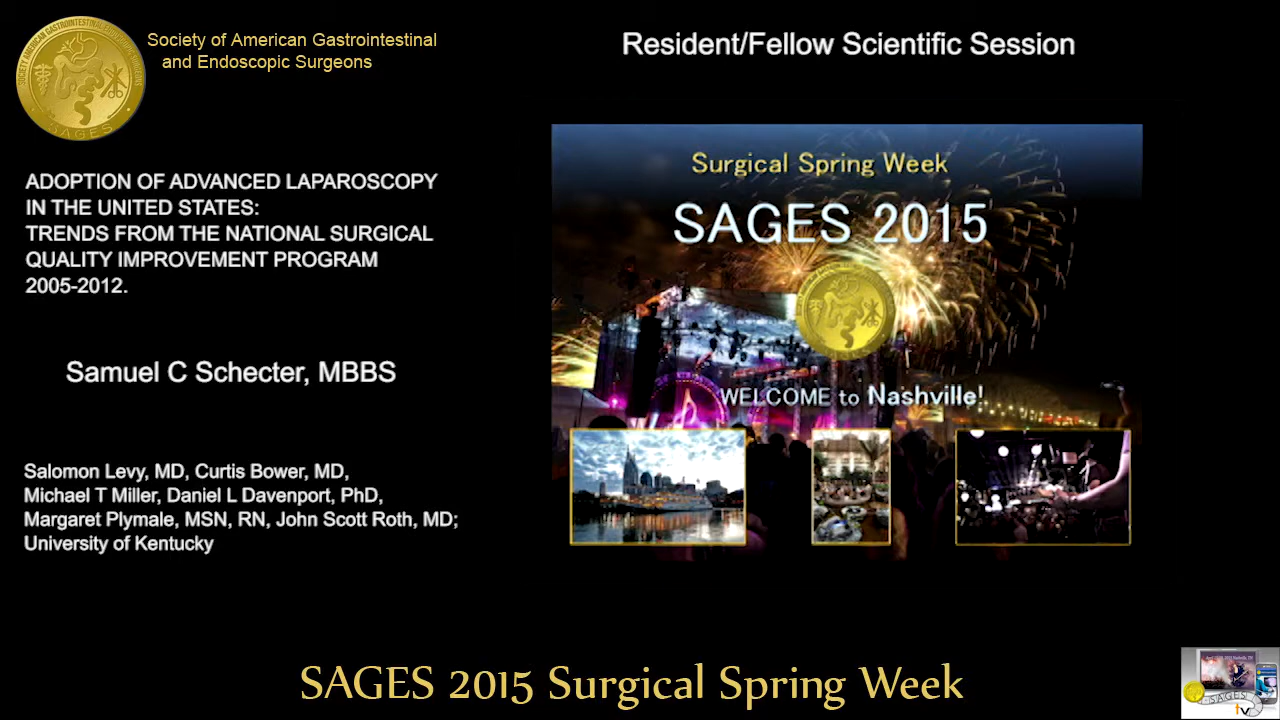 Society of American Gastrointestinal
and Endoscopic Surgeons
SAGES
Resident/Fellow Scientific Session
ADOPTION OF ADVANCED LAPAROSCOPY
IN THE UNITED STATES:
TRENDS FROM THE NATIONAL SURGICAL
QUALITY IMPROVEMENT PROGRAM
2005-2012.
Samuel C Schecter, MBBS
Salomon Levy, MD, Curtis Bower, MD,
Michael T Miller, Daniel L Davenport, PhD,
Margaret Plymale, MSN, RN, John Scott Roth, MD;
University of Kentucky
Surgical Spring Week
SAGES 2015
WELCOME to Nashville!
SAGES 2015 Surgical Spring Week
SAGES
tv